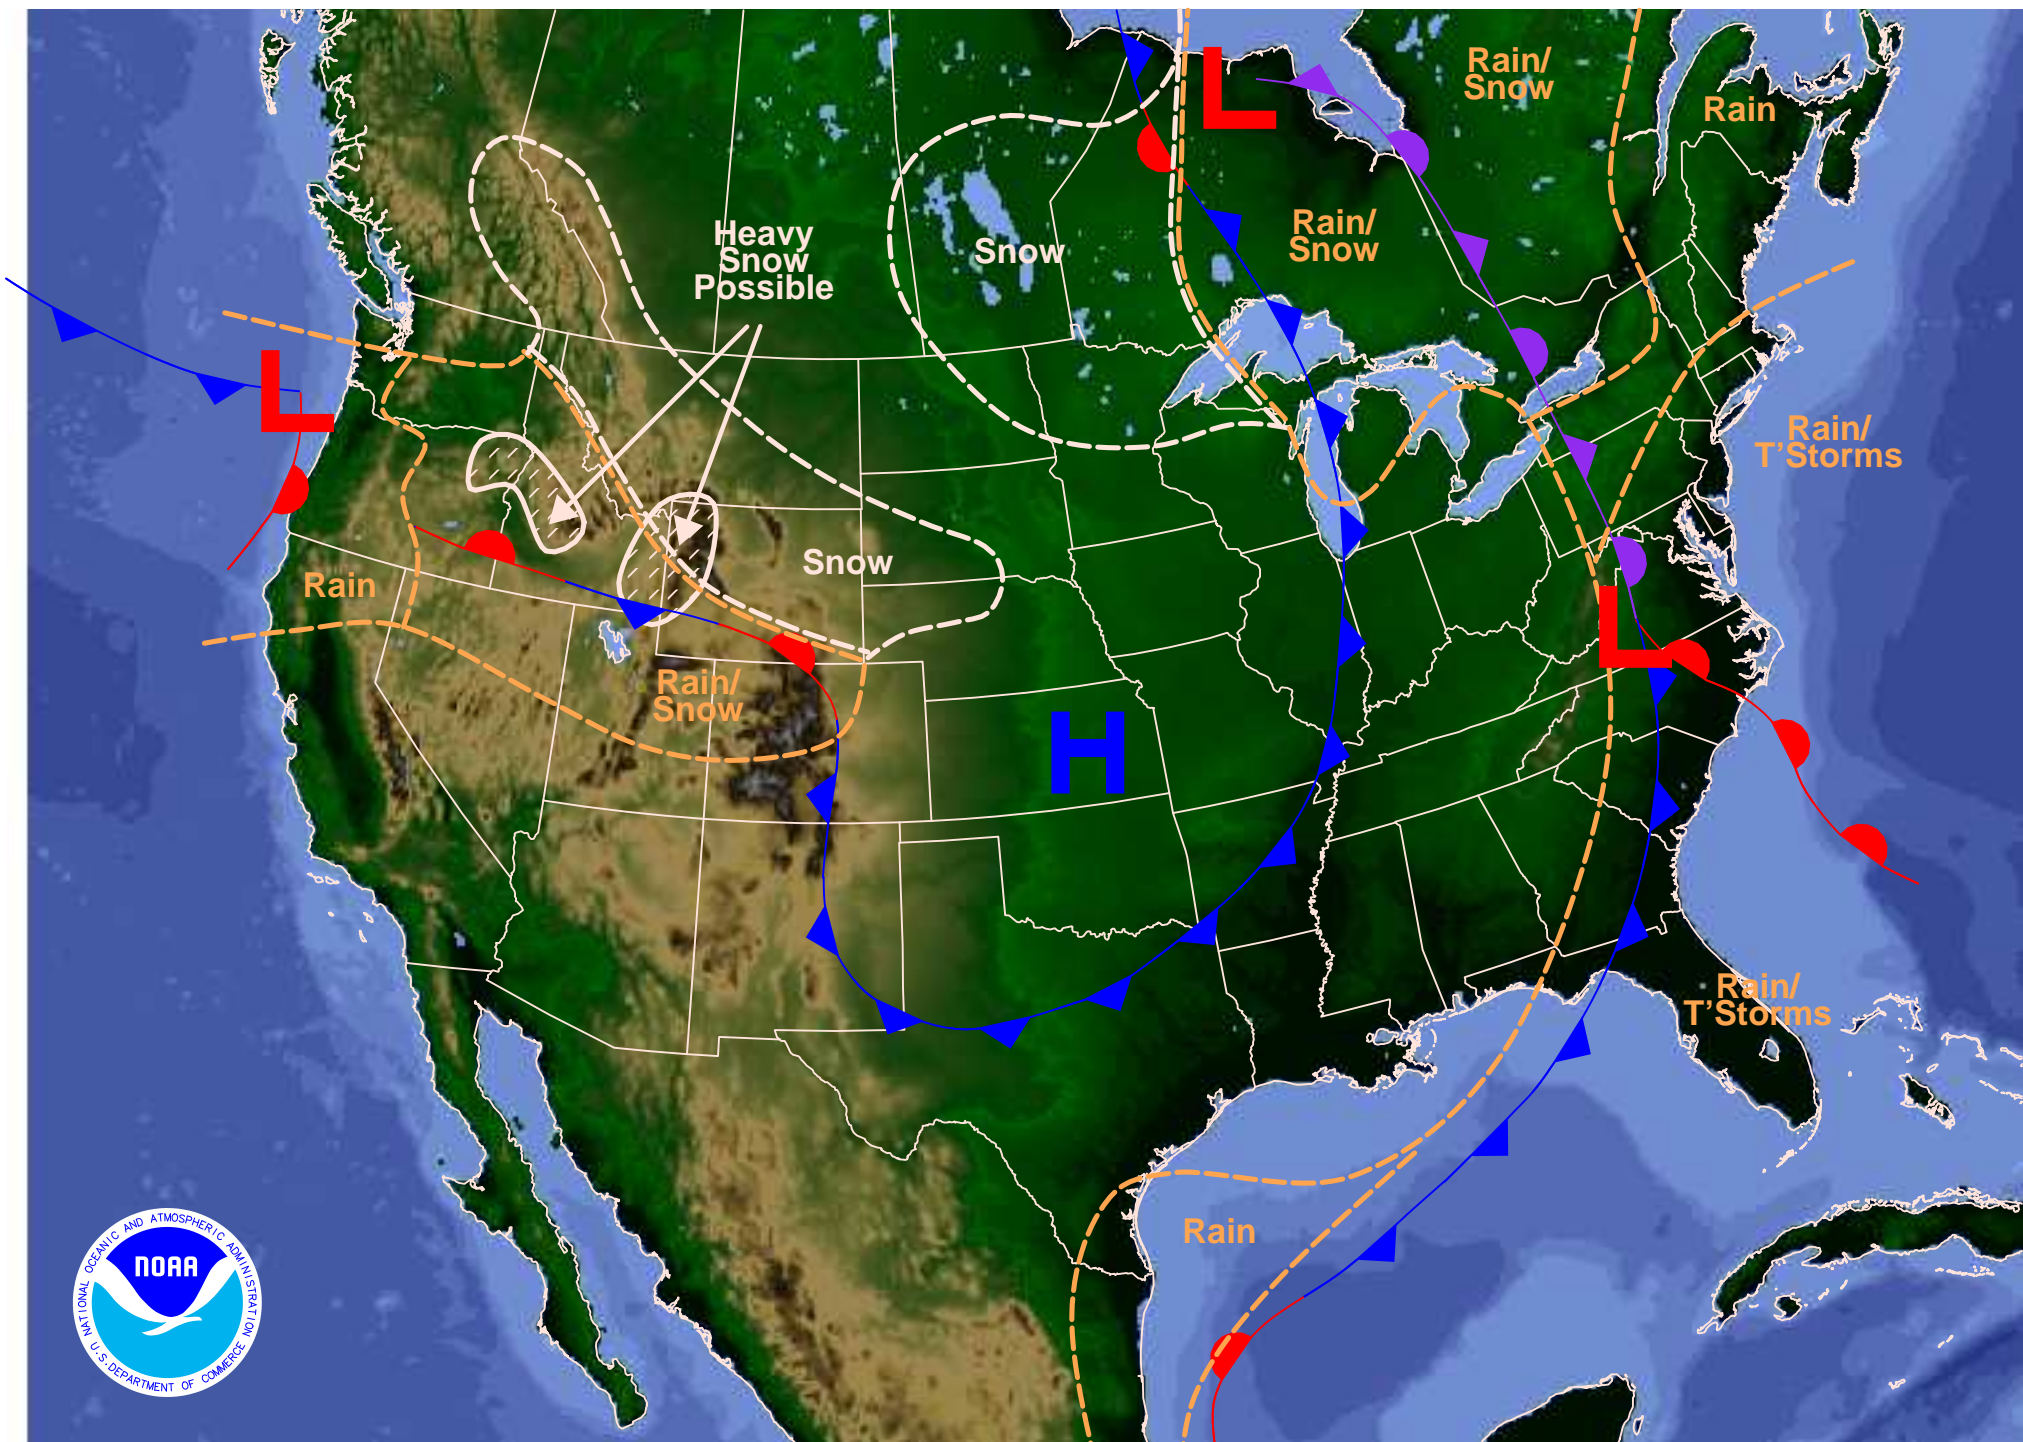 Rain/
Snow
Rain
L
Heavy
Snow
Possible
Snow
Rain/
Snow
L
Rain/
T'Storms
Snow
Rain
L
Rain/
Snow
H
Rain/
T'Storms
Rain
NATIONAL OCEANIC AND ATMOSPHERIC ADMINISTRATION
NOAA
U.S. DEPARTMENT OF COMMERCE